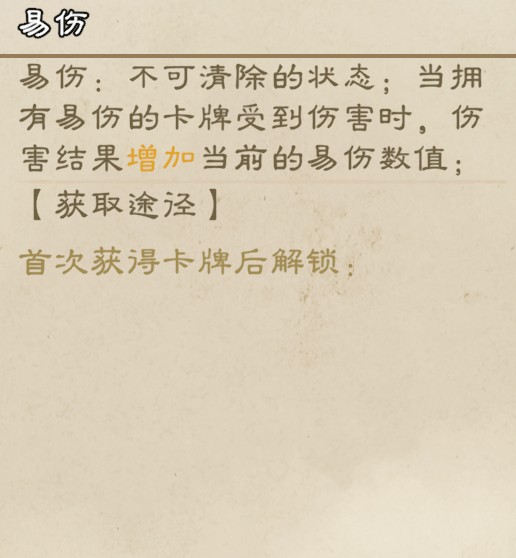 易伤
易伤：不可清除的状态；当拥
有易伤的卡牌受到伤害时，伤
害结果增加当前的易伤数值；
【获取途径】
首次获得卡牌后解锁；